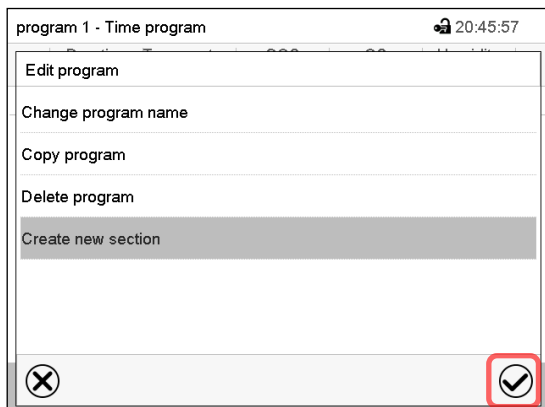 program 1 - Time program 20:45:57
Edit program
Change program name
Copy program
Delete program
Create new section